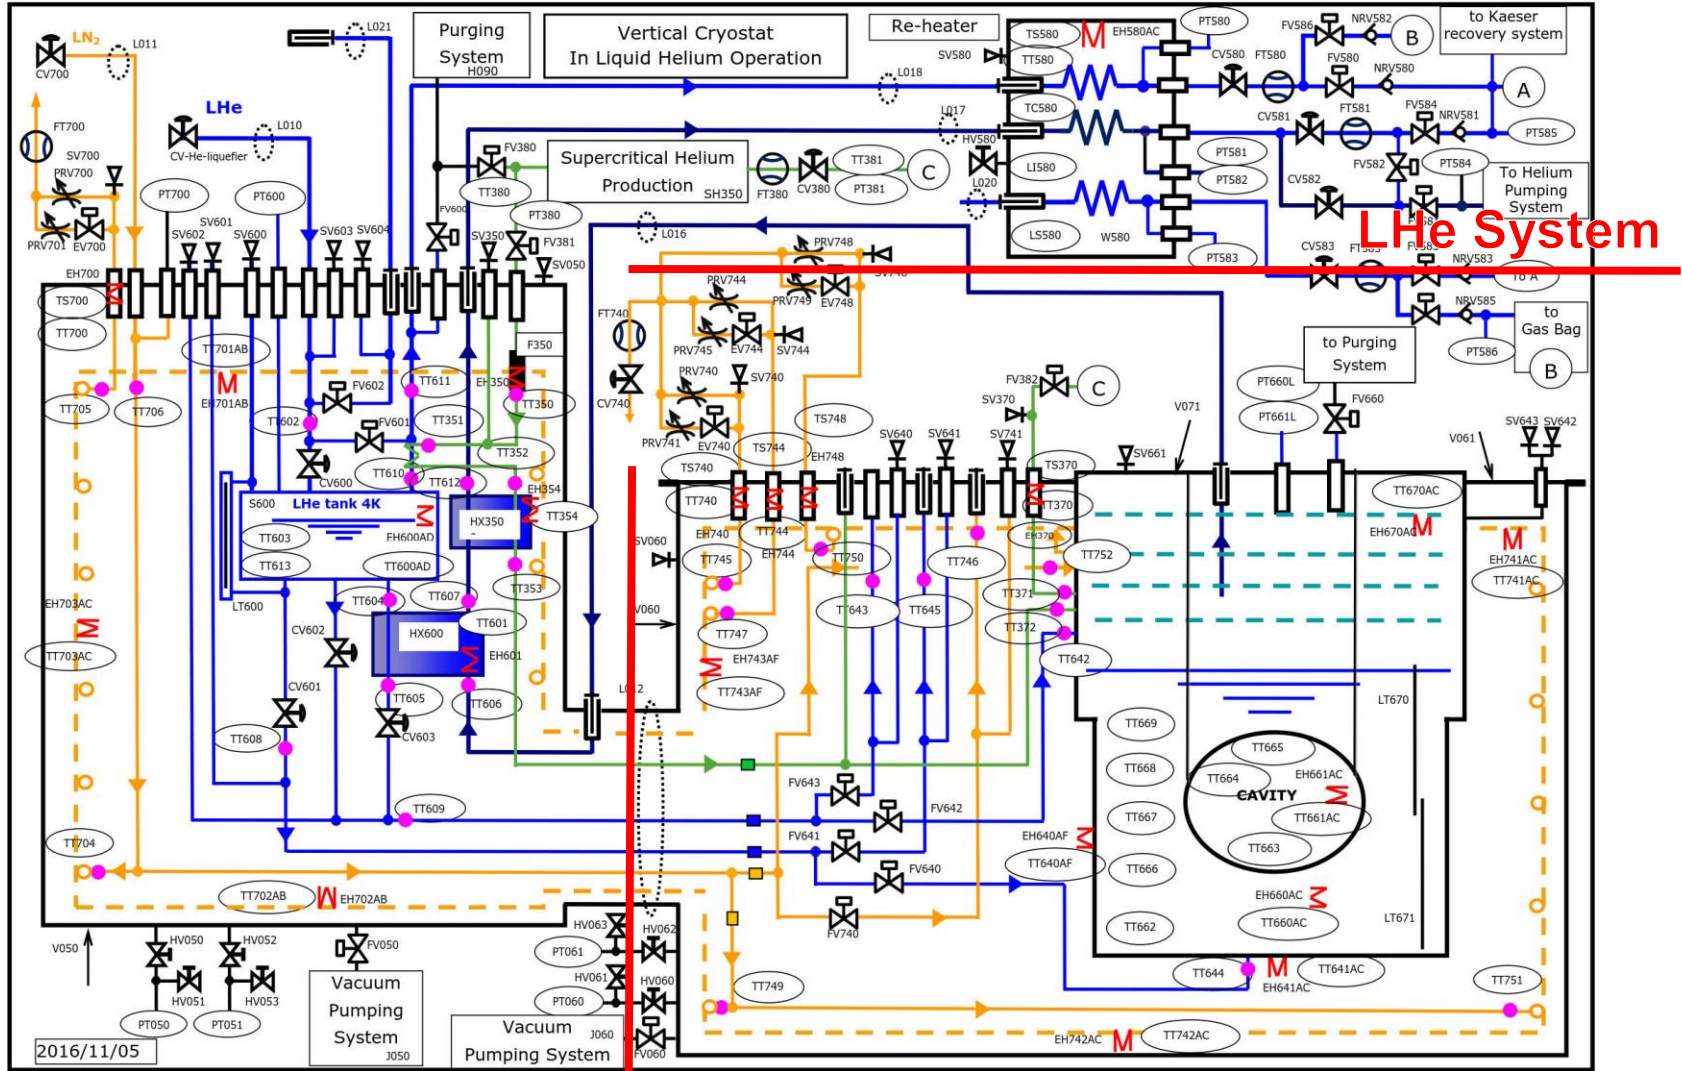 LN₂
L011
CV700
L021
LHe
L010
CV-He-liquefier
Purging
System
H090
Vertical Cryostat
In Liquid Helium Operation
Re-heater
SV580
TS580
TT580
EH580AC
PT580
CV580
FT580
FV586
NRV582
B
to Kaeser
recovery system
FV580
NRV580
A
L018
L017
TC580
HV580
LI580
L020
LS580
W580
CV581
FT581
FV584
NRV581
PT585
PT581
PT582
FV582
PT584
CV582
To Helium
Pumping
System
PT583
CV583
LHe System
NRV583
To A
NRV585
to
Gas Bag
B
PT586
FT700
SV700
PRV700
PRV701
EV700
PT700
PT600
SV602
SV601
SV600
SV603
SV604
FV380
TT380
FV600
SV350
PT380
FV381
SV050
Supercritical Helium
Production
SH350
FT380
CV380
TT381
PT381
C
L016
EH700
TS700
TT700
TT701AB
EH701AB
TT705
TT706
TT602
FV602
FV601
CV600
TT611
TT351
TT610
TT612
EH350
F350
TT350
TT352
EH354
TT354
S600
LHe tank 4K
TT603
TT613
EH600AD
TT600AD
HX350
TT353
LT600
TT604
TT607
TT601
HX600
EH601
EH703AC
TT703AC
CV602
CV601
TT605
TT606
CV603
TT608
TT609
TT704
TT702AB
EH702AB
L012
V050
HV050
HV052
FV050
HV051
HV053
PT050
PT051
Vacuum
Pumping
System
J050
2016/11/05
HV063
HV062
PT061
HV061
HV060
PT060
Vacuum
Pumping System
J060
FV060
PRV748
PRV749
EV748
PRV744
FT740
PRV745
EV744
SV744
PRV740
SV740
CV740
PRV741
EV740
TS748
TS744
EH748
TS740
TT740
TT744
EH740
EH744
TT745
TT750
SV060
V060
TT747
EH743AF
TT743AF
SV640
SV641
SV741
TT643
TT645
TT746
FV382
C
SV370
TS370
TT370
EH370
TT752
TT371
TT372
TT642
to Purging
System
PT660L
PT661L
FV660
V071
SV661
V061
SV643
SV642
TT670AC
EH670AC
EH741AC
TT741AC
LT670
TT669
TT668
TT667
TT666
TT662
TT665
TT664
EH661AC
CAVITY
TT661AC
TT663
EH660AC
TT660AC
LT671
TT644
EH641AC
TT641AC
TT751
FV643
FV642
FV641
FV640
FV740
EH640AF
TT640AF
TT749
EH742AC
TT742AC